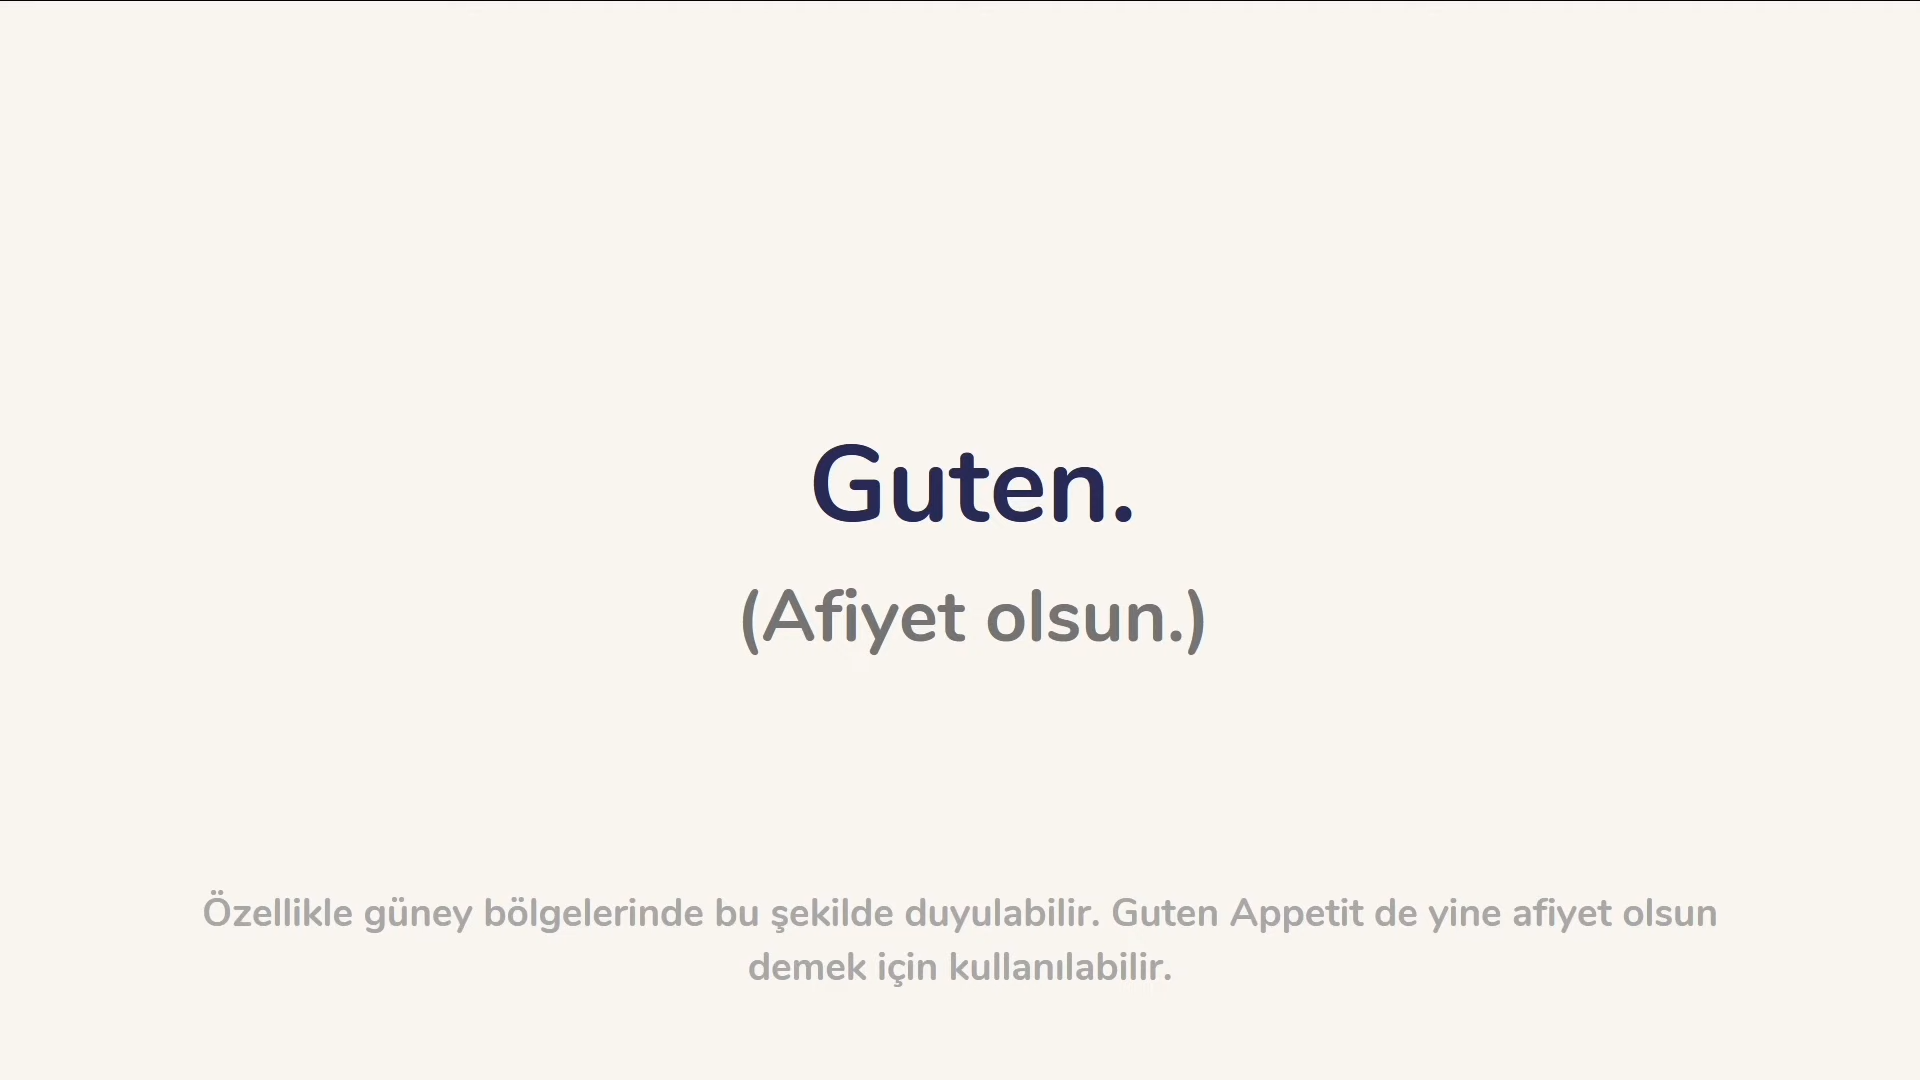 Guten.
(Afiyet olsun.)
Özellikle güney bölgelerinde bu şekilde duyulabilir. Guten Appetit de yine afiyet olsun
demek için kullanılabilir.